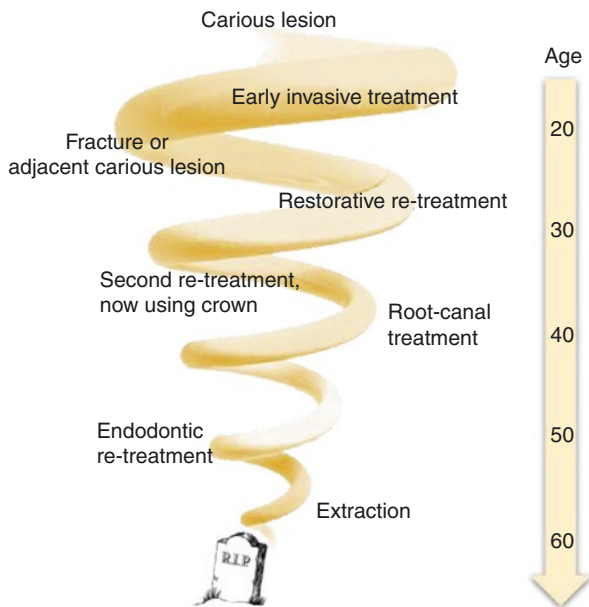 Carious lesion
Age
Early invasive treatment
20
Fracture or
adjacent carious lesion
Restorative re-treatment
30
Second re-treatment,
now using crown
Root-canal
treatment
40
Endodontic
re-treatment
50
Extraction
60
R.I.P